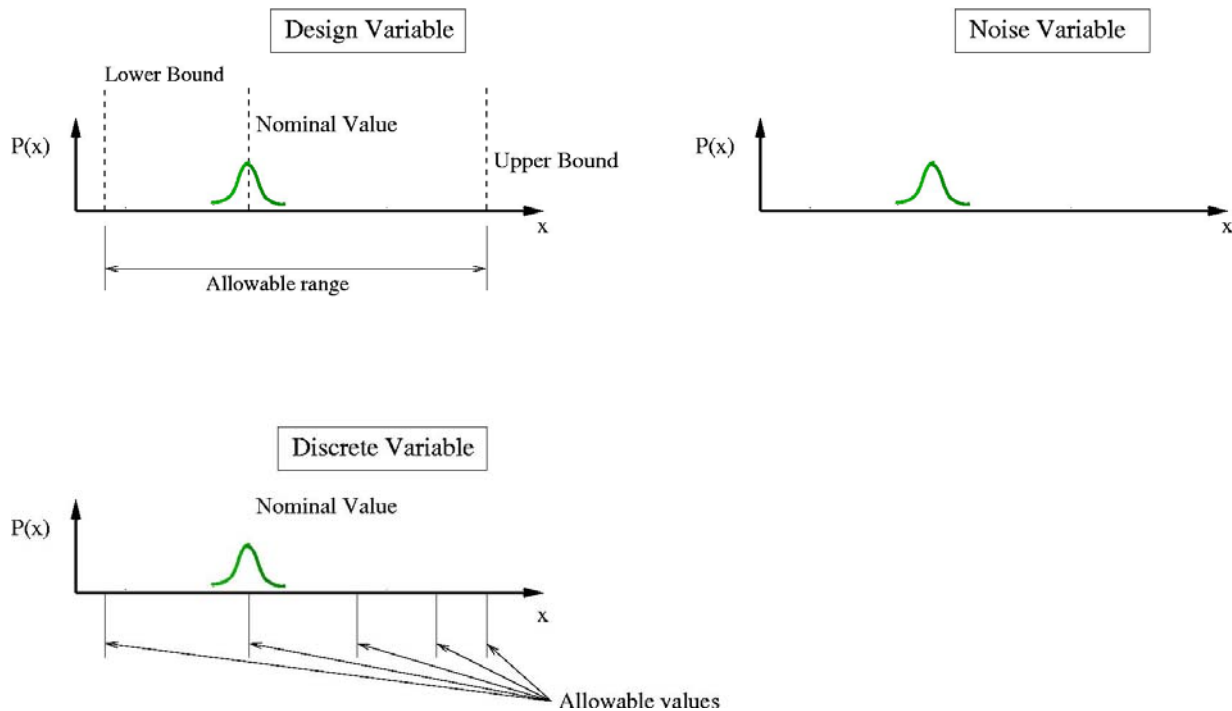 Design Variable
Noise Variable
Lower Bound
Nominal Value
P(x)
Upper Bound
x
Allowable range
P(x)
x
Discrete Variable
Nominal Value
P(x)
x
Allowable values